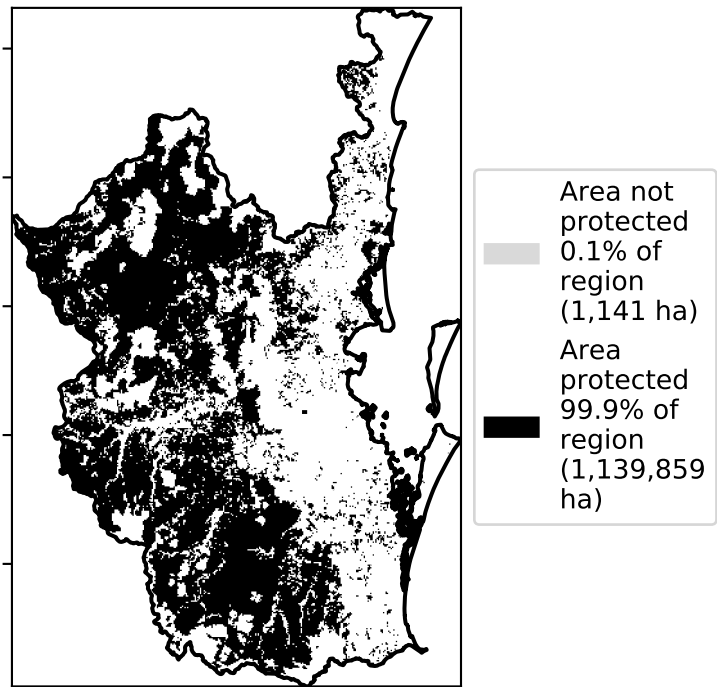 Area not
protected
0.1% of
region
(1,141 ha)
Area
protected
99.9% of
region
(1,139,859
ha)